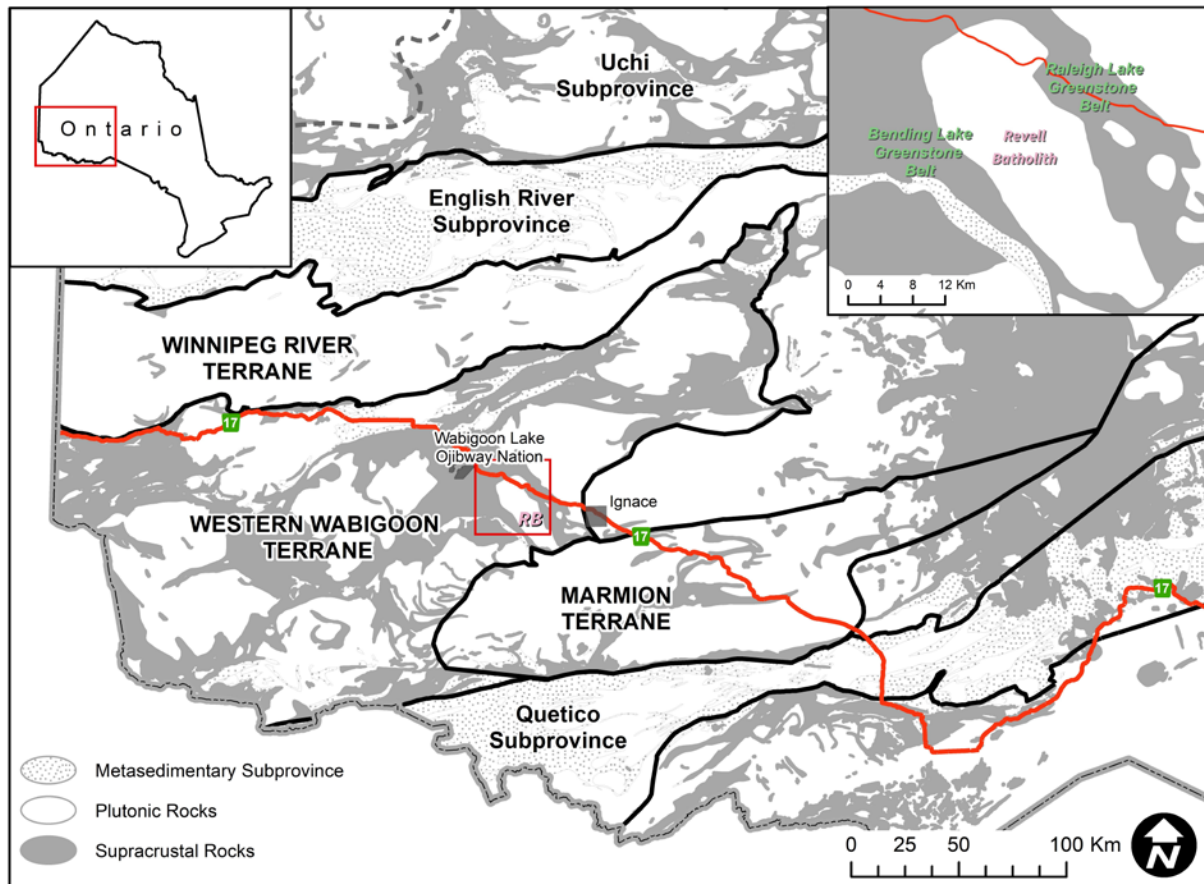 Ontario
Uchi
Subprovince
English River
Subprovince
Raleigh Lake
Greenstone
Belt
Bending Lake
Greenstone
Belt
Revell
Batholith
0 4 8 12 Km
WINNIPEG RIVER
TERRANE
17
Wabigoon Lake
Ojibway Nation
Ignace
RB
17
WESTERN WABIGOON
TERRANE
MARMION
TERRANE
17
Quetico
Subprovince
Metasedimentary Subprovince
Plutonic Rocks
Supracrustal Rocks
0 25 50 100 Km
N